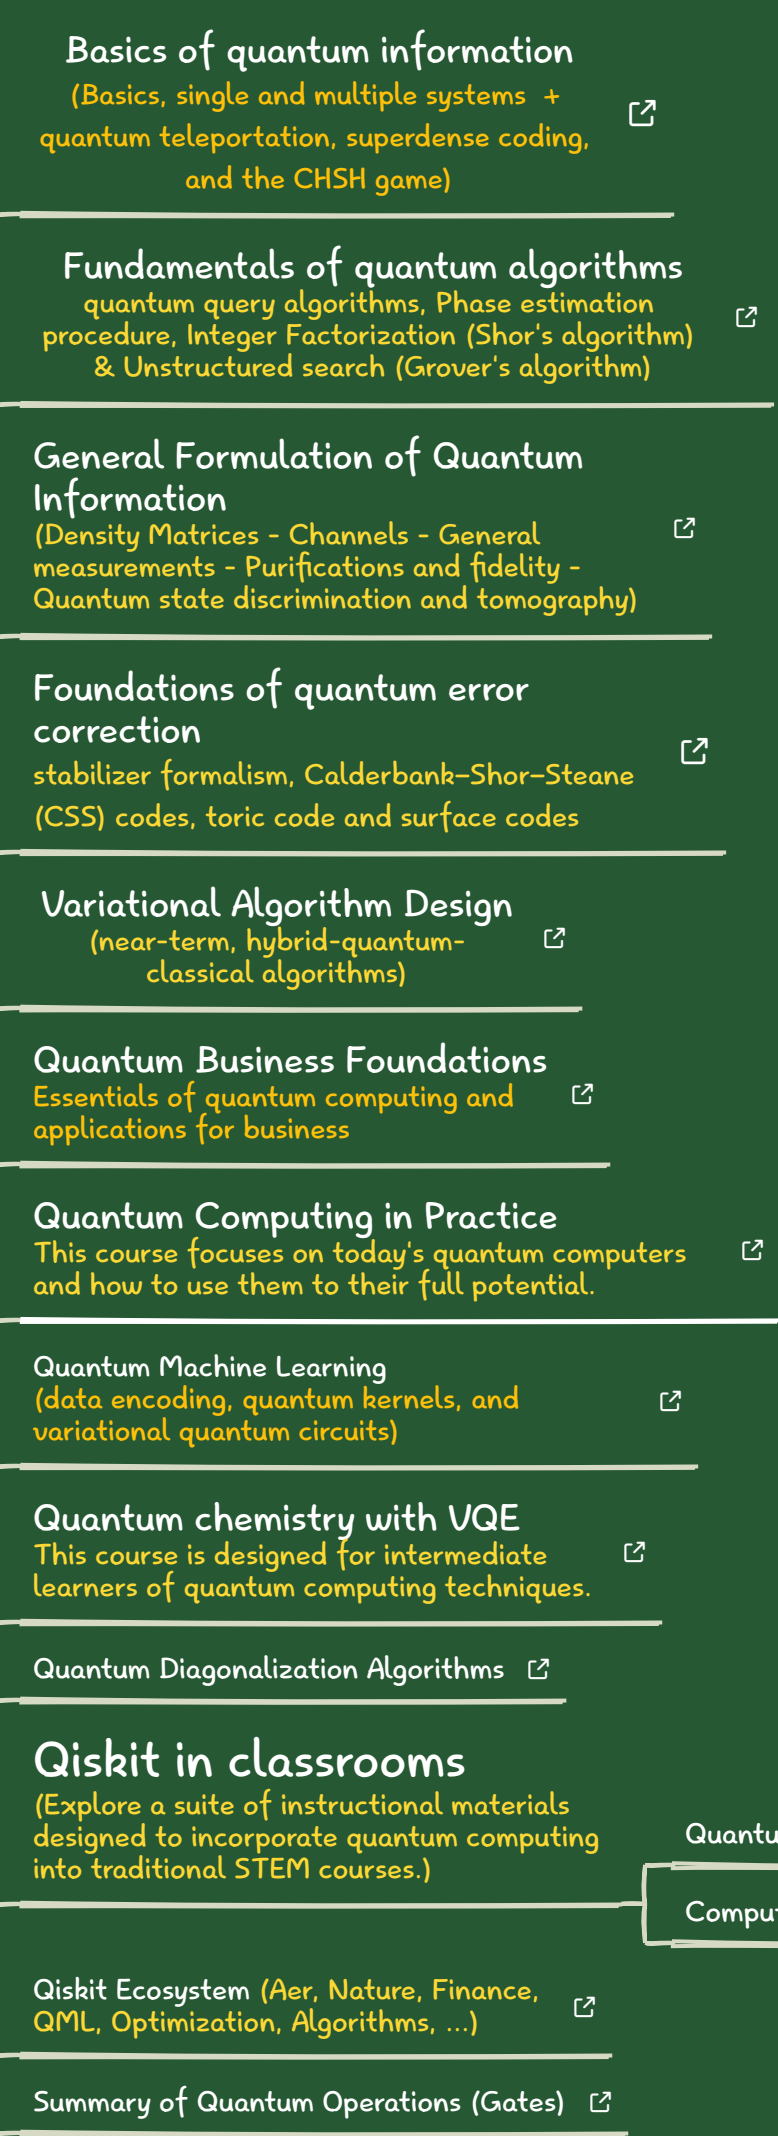 Basics of quantum information
(Basics, single and multiple systems +
quantum teleportation, superdense coding,
and the CHSH game)
Fundamentals of quantum algorithms
quantum query algorithms, Phase estimation
procedure, Integer Factorization (Shor's algorithm)
& Unstructured search (Grover's algorithm)
General Formulation of Quantum
Information
(Density Matrices - Channels - General
measurements - Purifications and fidelity -
Quantum state discrimination and tomography)
Foundations of quantum error
correction
stabilizer formalism, Calderbank–Shor–Steane
(CSS) codes, toric code and surface codes
Variational Algorithm Design
(near-term, hybrid-quantum-
classical algorithms)
Quantum Business Foundations
Essentials of quantum computing and
applications for business
Quantum Computing in Practice
This course focuses on today's quantum computers
and how to use them to their full potential.
Quantum Machine Learning
(data encoding, quantum kernels, and
variational quantum circuits)
Quantum chemistry with VQE
This course is designed for intermediate
learners of quantum computing techniques.
Quantum Diagonalization Algorithms
Qiskit in classrooms
(Explore a suite of instructional materials
designed to incorporate quantum computing
into traditional STEM courses.)
Qiskit Ecosystem (Aer, Nature, Finance,
QML, Optimization, Algorithms, ...)
Summary of Quantum Operations (Gates)